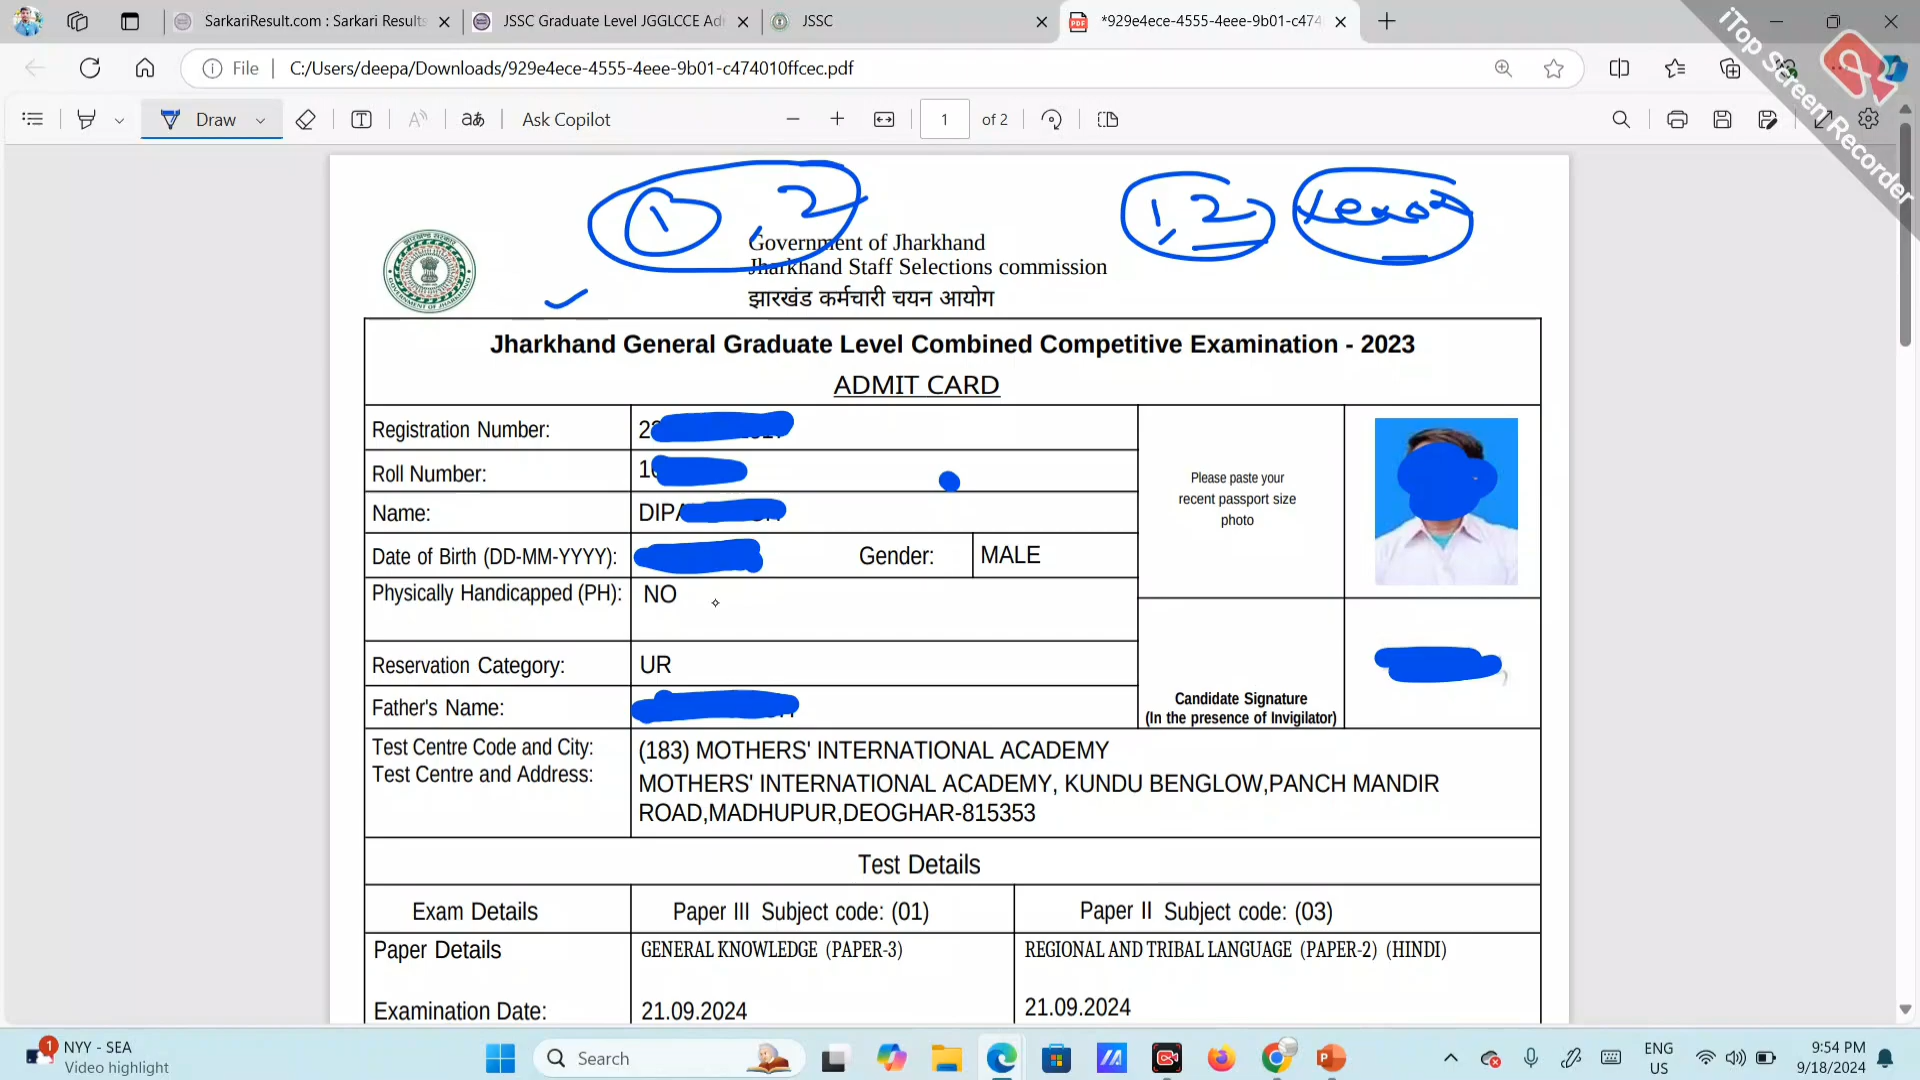 SarkariResult.com : Sarkari Results
JSSC Graduate Level JGGLCCE Ad
JSSC
*929e4ece-4555-4eee-9b01-c474
File
C:/Users/deepa/Downloads/929e4ece-4555-4eee-9b01-c474010ffcec.pdf
Draw
aあ
Ask Copilot
1
of 2
iTop Screen Recorder
1, 2
1, 2
Government of Jharkhand
Jharkhand Staff Selections commission
झारखंड कर्मचारी चयन आयोग
Jharkhand General Graduate Level Combined Competitive Examination - 2023
ADMIT CARD
Registration Number:
Roll Number:
Name: DIPA
Date of Birth (DD-MM-YYYY): Gender: MALE
Physically Handicapped (PH): NO
Reservation Category: UR
Father's Name:
Please paste your
recent passport size
photo
Candidate Signature
(In the presence of Invigilator)
Test Centre Code and City: (183) MOTHERS' INTERNATIONAL ACADEMY
Test Centre and Address: MOTHERS' INTERNATIONAL ACADEMY, KUNDU BENGLOW,PANCH MANDIR
ROAD,MADHUPUR,DEOGHAR-815353
Test Details
Exam Details Paper III Subject code: (01) Paper II Subject code: (03)
Paper Details GENERAL KNOWLEDGE (PAPER-3) REGIONAL AND TRIBAL LANGUAGE (PAPER-2) (HINDI)
Examination Date: 21.09.2024 21.09.2024
1
NYY - SEA
Video highlight
Search
ENG
US
9:54 PM
9/18/2024